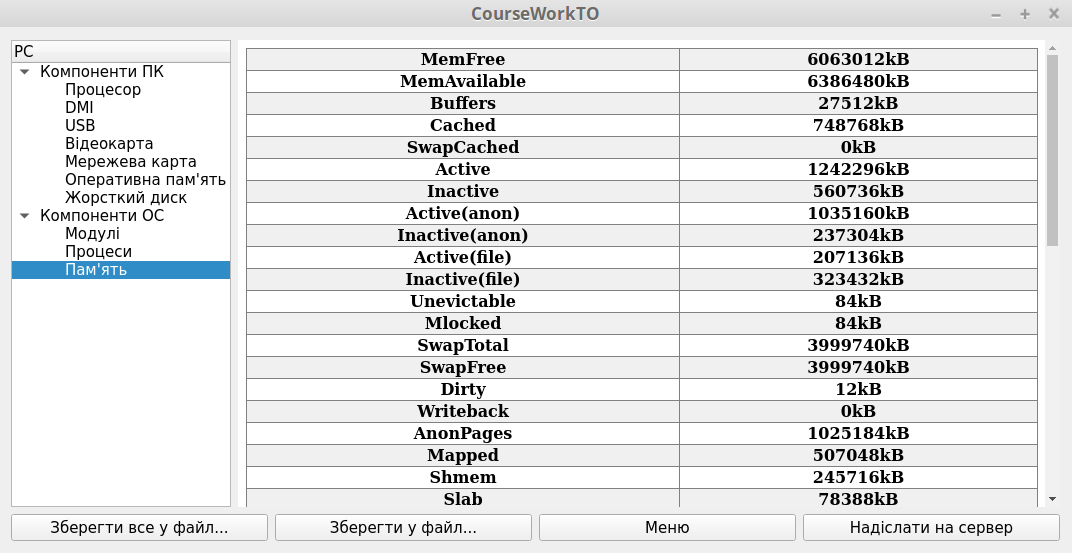 CourseWorkTO
PC
Компоненти ПК
Процесор
DMI
USB
Відеокарта
Мережева карта
Оперативна пам'ять
Жорсткий диск
Компоненти ОС
Модулі
Процеси
Пам'ять
MemFree 6063012kB
MemAvailable 6386480kB
Buffers 27512kB
Cached 748768kB
SwapCached 0kB
Active 1242296kB
Inactive 560736kB
Active(anon) 1035160kB
Inactive(anon) 237304kB
Active(file) 207136kB
Inactive(file) 323432kB
Unevictable 84kB
Mlocked 84kB
SwapTotal 3999740kB
SwapFree 3999740kB
Dirty 12kB
Writeback 0kB
AnonPages 1025184kB
Mapped 507048kB
Shmem 245716kB
Slab 78388kB
Зберегти все у файл... Зберегти у файл... Меню Надіслати на сервер